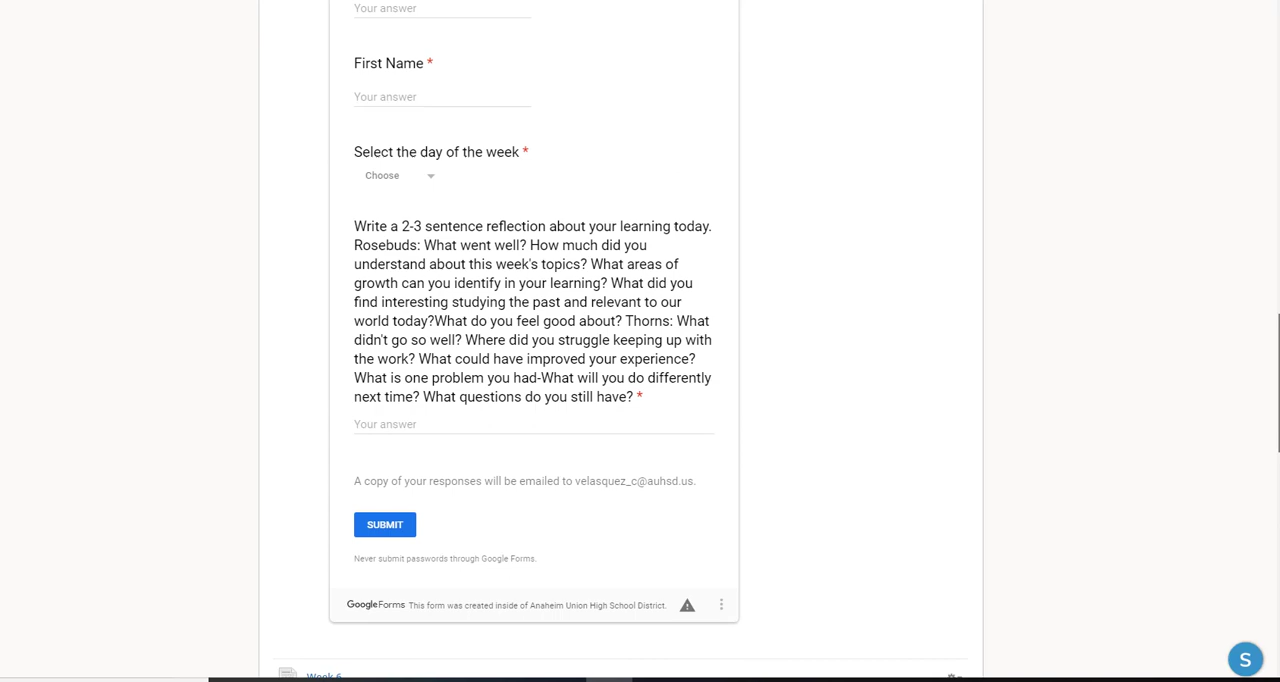 Your answer
First Name *
Your answer
Select the day of the week *
Choose
Write a 2-3 sentence reflection about your learning today.
Rosebuds: What went well? How much did you
understand about this week's topics? What areas of
growth can you identify in your learning? What did you
find interesting studying the past and relevant to our
world today?What do you feel good about? Thorns: What
didn't go so well? Where did you struggle keeping up with
the work? What could have improved your experience?
What is one problem you had-What will you do differently
next time? What questions do you still have? *
Your answer
A copy of your responses will be emailed to velasquez_c@auhsd.us.
SUBMIT
Never submit passwords through Google Forms.
Google Forms This form was created inside of Anaheim Union High School District.
S
Week 6